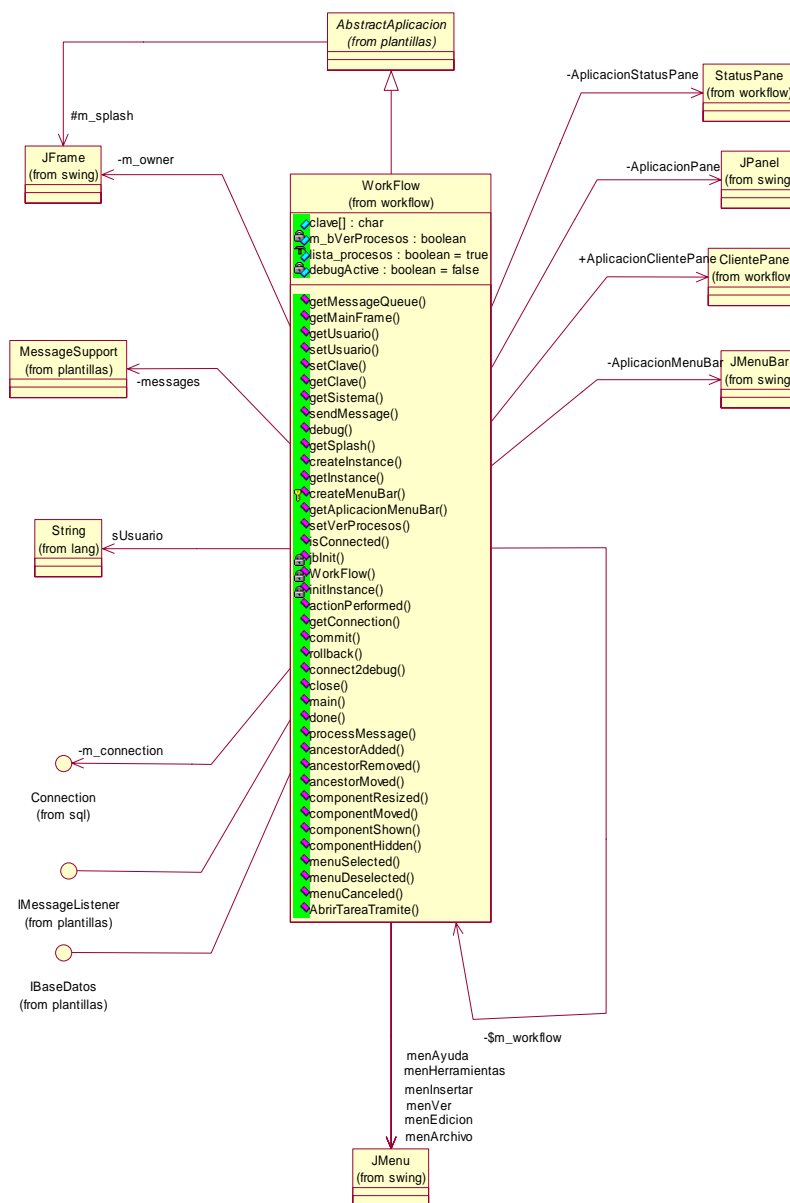 AbstractAplicacion
(from plantillas)
#m_splash
JFrame
(from swing)
-m_owner
-AplicacionStatusPane
StatusPane
(from workflow)
-AplicacionPane
JPanel
(from swing)
+AplicacionClientePane
ClientePane
(from workflow)
-AplicacionMenuBar
JMenuBar
(from swing)
MessageSupport
(from plantillas)
-messages
String
(from lang)
sUsuario
-m_connection
Connection
(from sql)
IMessageListener
(from plantillas)
IBaseDatos
(from plantillas)
WorkFlow
(from workflow)
clave[] : char
m_bVerProcesos : boolean
lista_procesos : boolean = true
debugActive : boolean = false
getMessageQueue()
getMainFrame()
getUsuario()
setUsuario()
setClave()
getClave()
getSistema()
sendMessage()
debug()
getSplash()
createInstance()
getInstance()
createMenuBar()
getAplicacionMenuBar()
setVerProcesos()
isConnected()
jbInit()
WorkFlow()
initInstance()
actionPerformed()
getConnection()
commit()
rollback()
connect2debug()
close()
main()
done()
processMessage()
ancestorAdded()
ancestorRemoved()
ancestorMoved()
componentResized()
componentMoved()
componentShown()
componentHidden()
menuSelected()
menuDeselected()
menuCanceled()
AbrirTareaTramite()
-$m_workflow
menAyuda
menHerramientas
menInsertar
menVer
menEdicion
menArchivo
JMenu
(from swing)